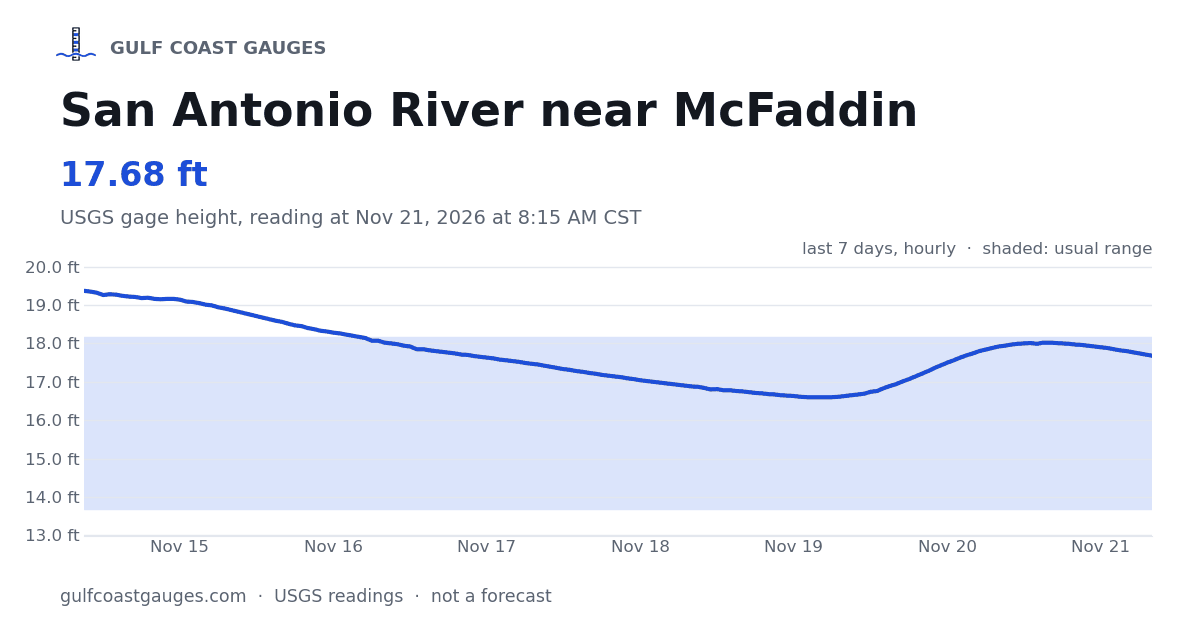 GULF COAST GAUGES
San Antonio River near McFaddin
17.68 ft
USGS gage height, reading at Nov 21, 2026 at 8:15 AM CST
last 7 days, hourly · shaded: usual range
20.0 ft
19.0 ft
18.0 ft
17.0 ft
16.0 ft
15.0 ft
14.0 ft
13.0 ft
Nov 15 Nov 16 Nov 17 Nov 18 Nov 19 Nov 20 Nov 21
gulfcoastgauges.com · USGS readings · not a forecast